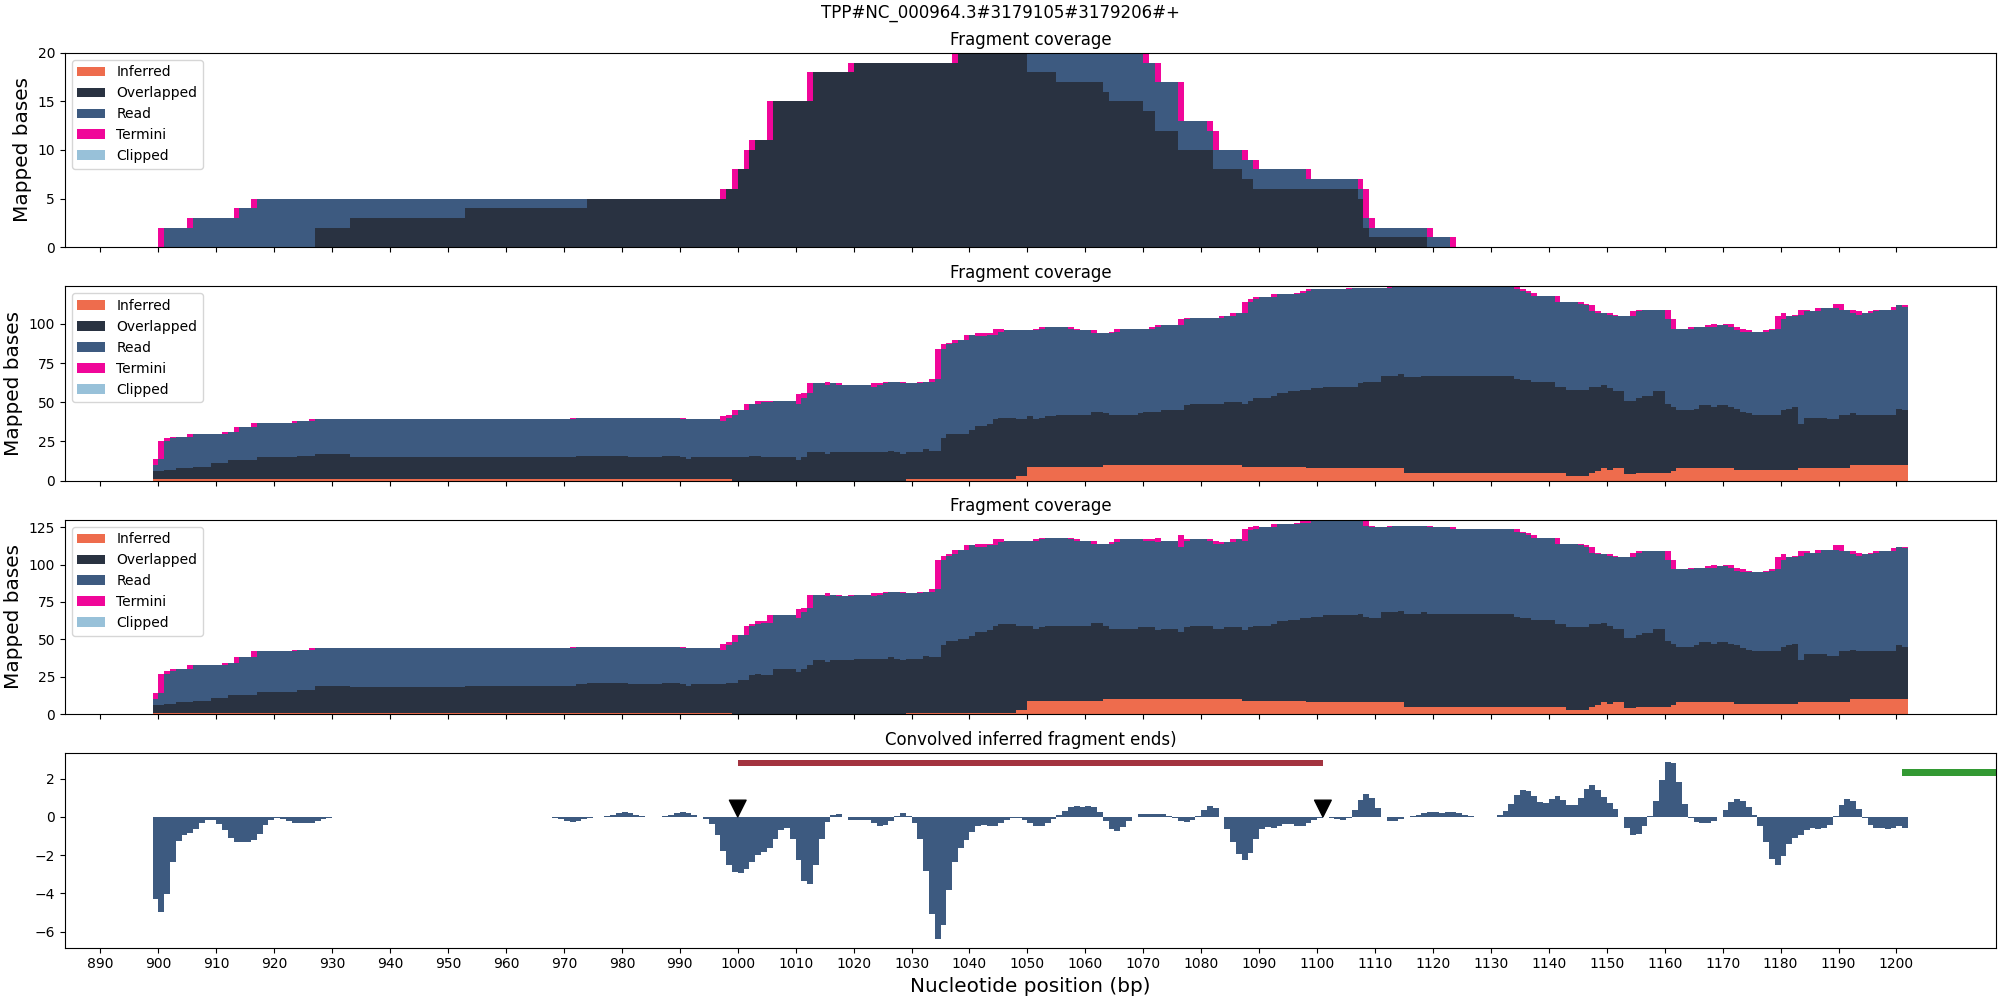 TPP#NC_000964.3#3179105#3179206#+
Fragment coverage
Mapped bases
20
15
10
5
0
Inferred
Overlapped
Read
Termini
Clipped
Fragment coverage
Mapped bases
100
75
50
25
0
Inferred
Overlapped
Read
Termini
Clipped
Fragment coverage
Mapped bases
125
100
75
50
25
0
Inferred
Overlapped
Read
Termini
Clipped
Convolved inferred fragment ends)
2
0
−2
−4
−6
890 900 910 920 930 940 950 960 970 980 990 1000 1010 1020 1030 1040 1050 1060 1070 1080 1090 1100 1110 1120 1130 1140 1150 1160 1170 1180 1190 1200
Nucleotide position (bp)